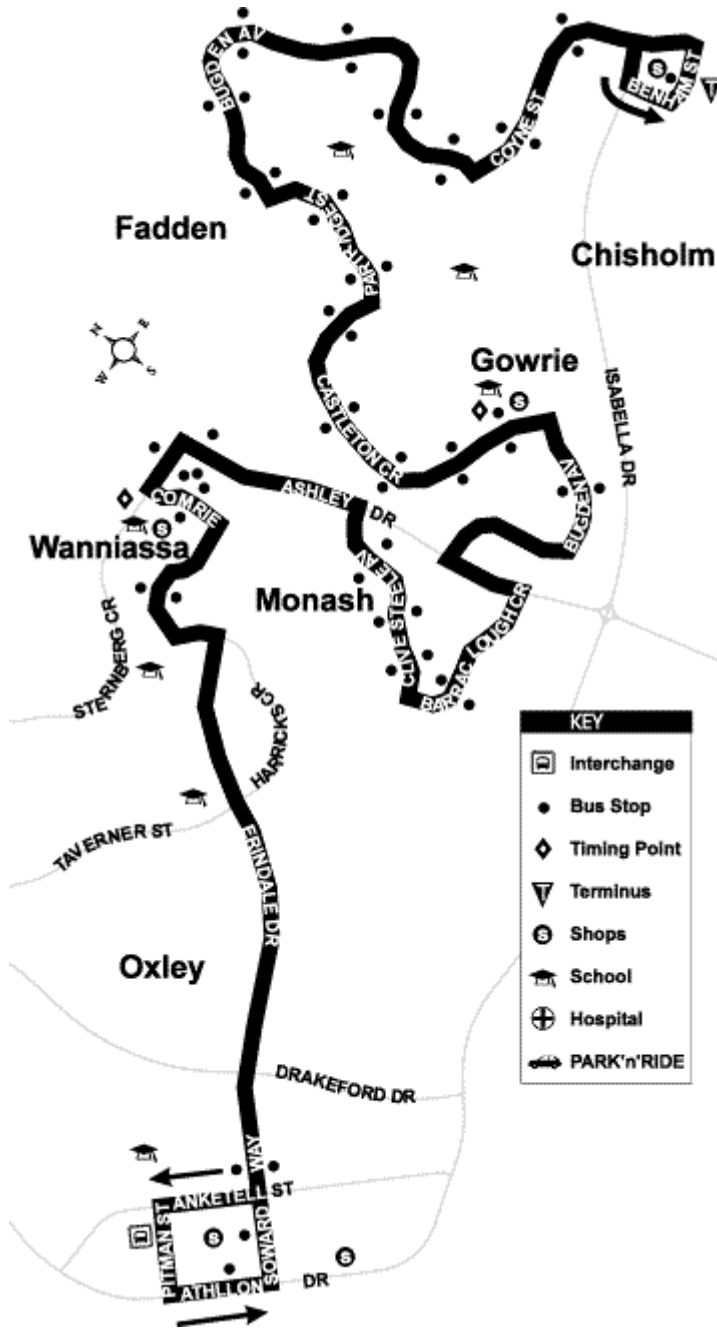 BUGDEN AV
COYNE ST
S
BENHAM ST
T
PARTRIDGE ST
Fadden
Chisholm
N
E
W
S
Gowrie
S
ISABELLA DR
CASTLETON CR
BUGDEN AV
COMRIE
ASHLEY DR
S
Wanniassa
Monash
CLIVE STEELE AV
BARRACLOUGH CR
STERNBERG CR
HARRICKS CR
TAVERNER ST
ERINDALE DR
Oxley
KEY
Interchange
Bus Stop
Timing Point
T
Terminus
S
Shops
School
Hospital
PARK'n'RIDE
DRAKEFORD DR
ANKETELL ST
PITMAN ST
SOWARD WAY
S
S
ATHLLON DR